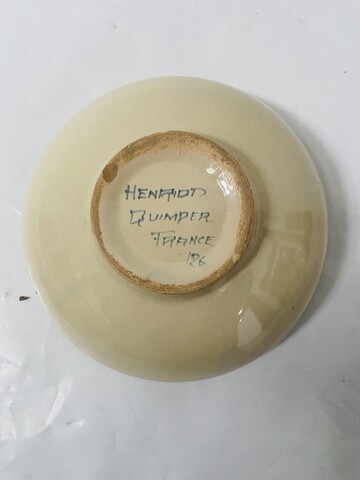 HENRIOT
QUIMPER
FRANCE
126